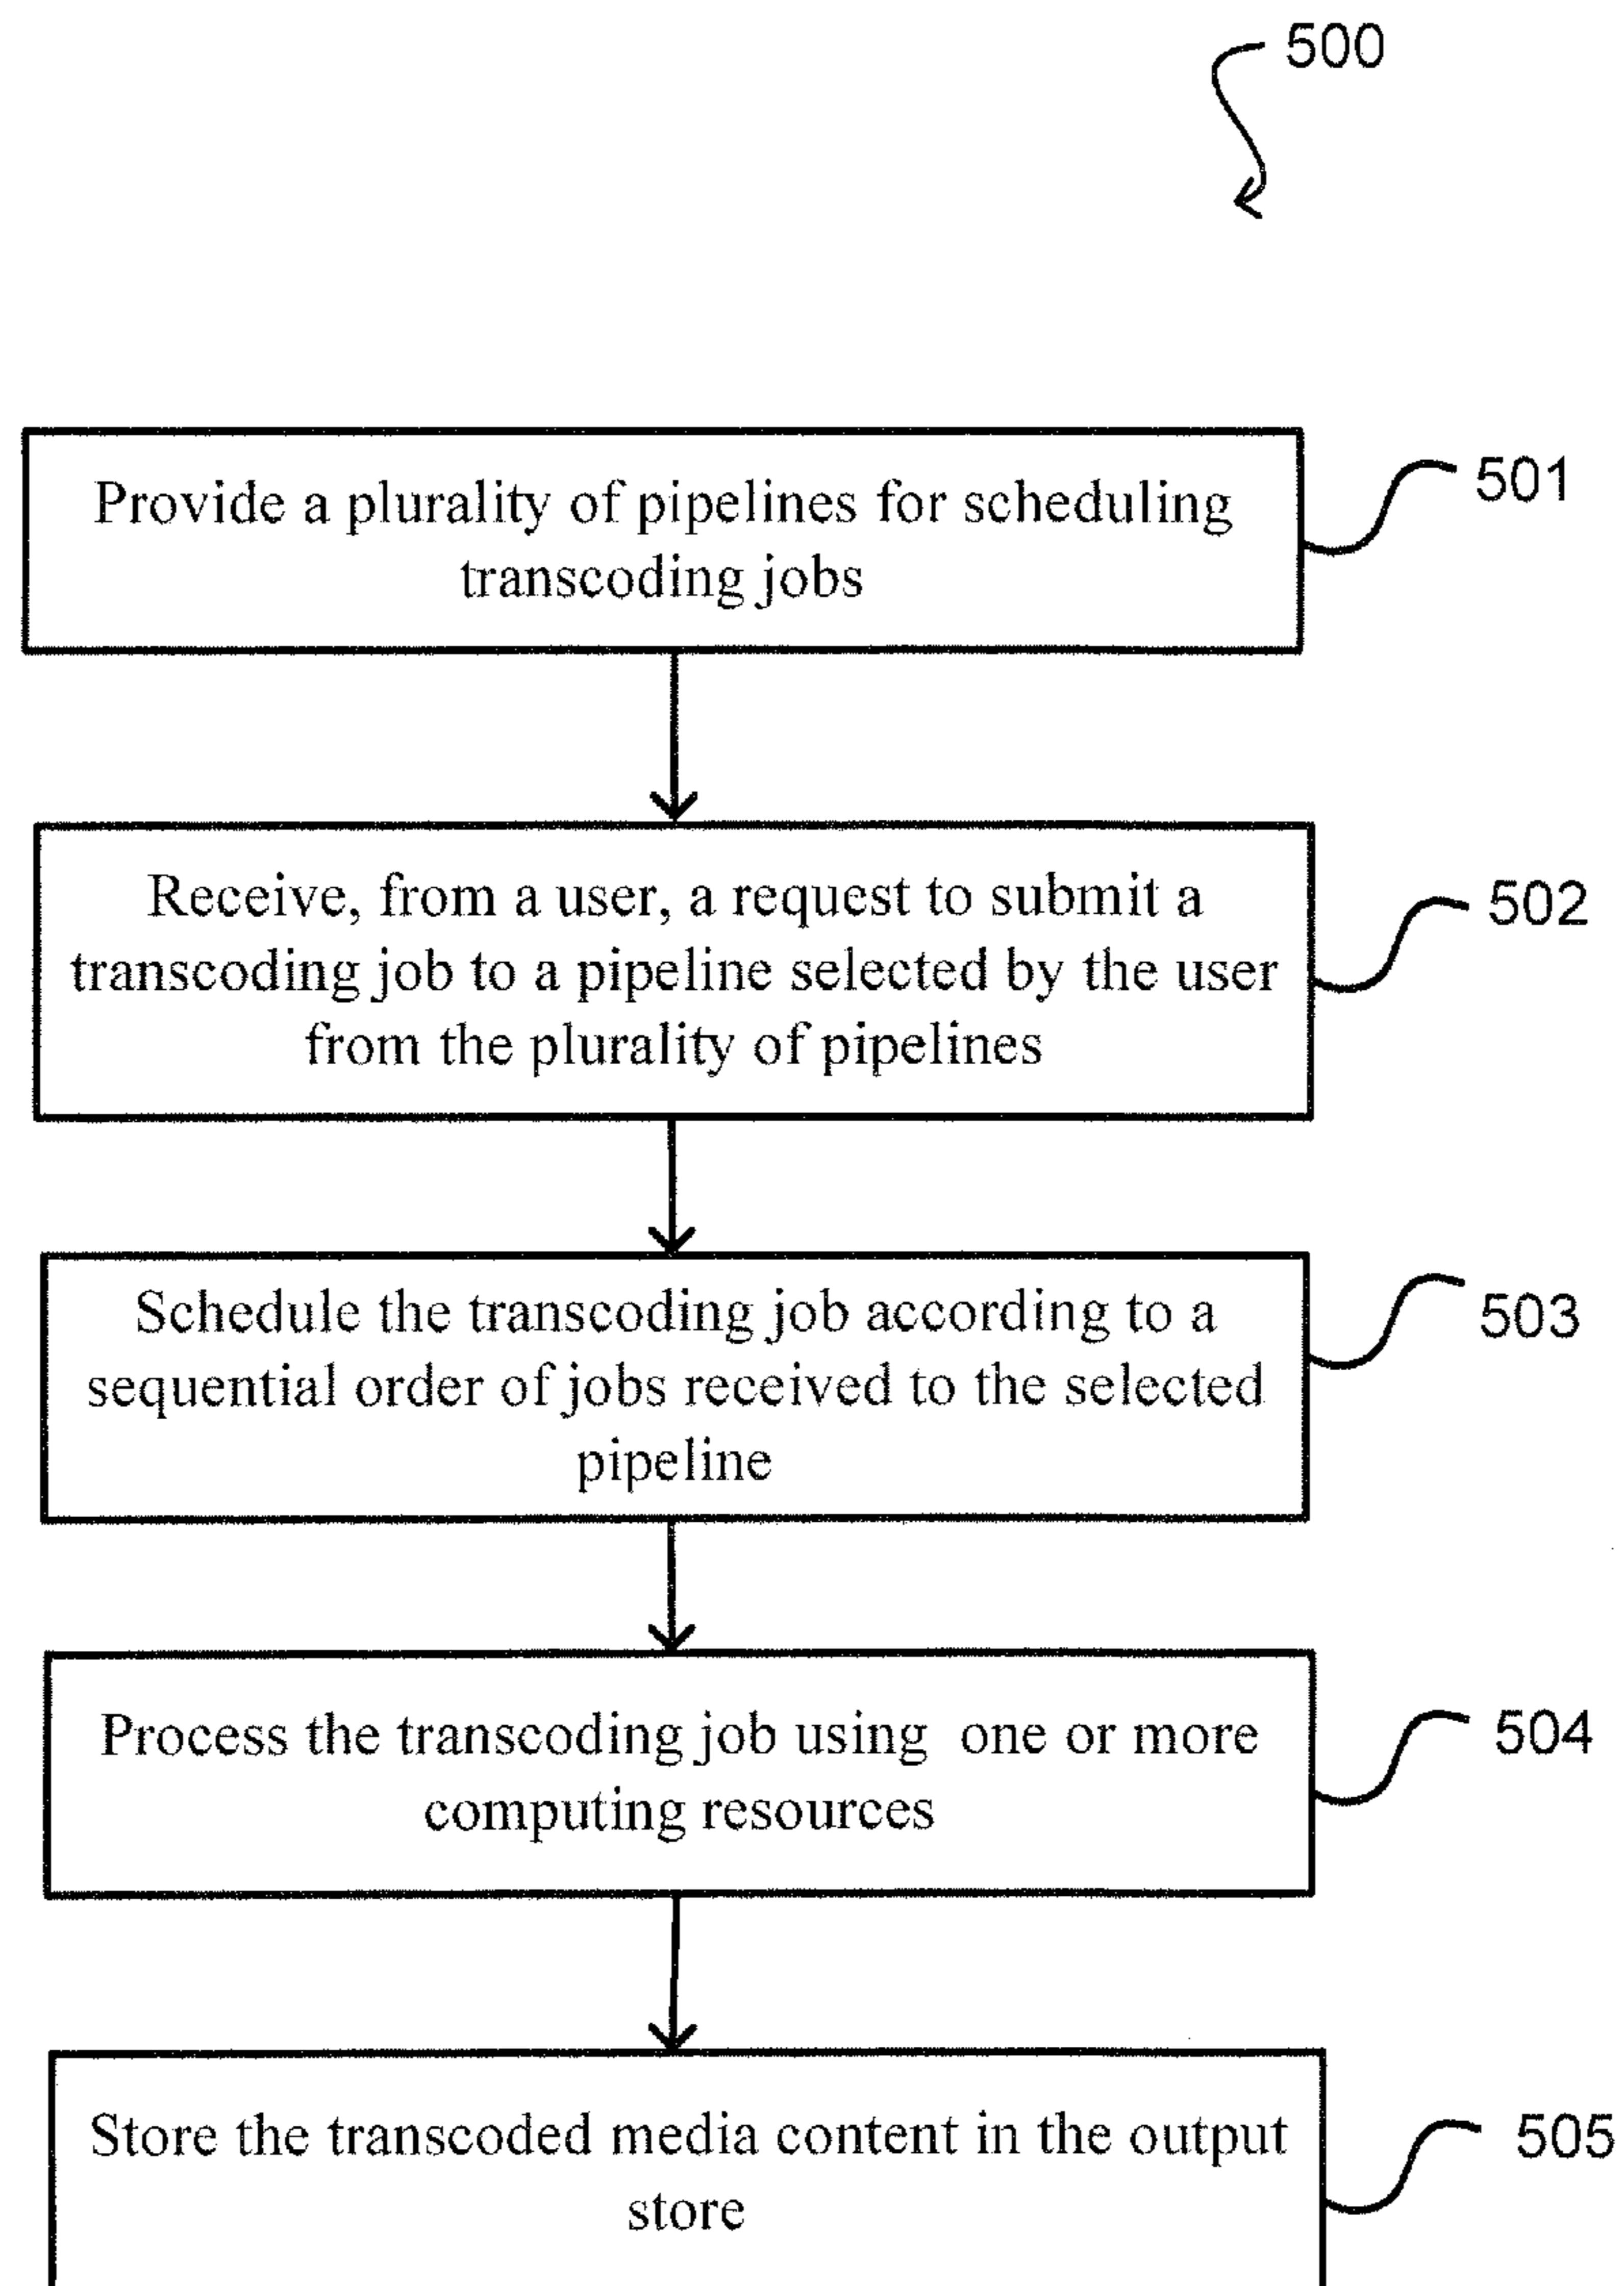 500
Provide a plurality of pipelines for scheduling
transcoding jobs
501
Receive, from a user, a request to submit a
transcoding job to a pipeline selected by the user
from the plurality of pipelines
502
Schedule the transcoding job according to a
sequential order of jobs received to the selected
pipeline
503
Process the transcoding job using one or more
computing resources
504
Store the transcoded media content in the output
store
505